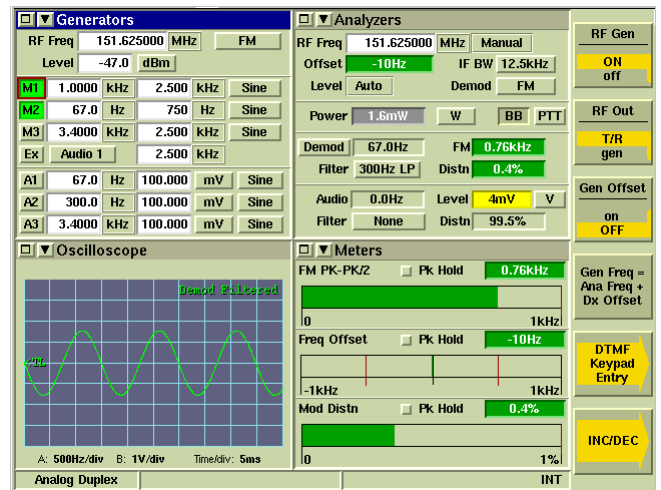 Generators
RF Freq 151.625000 MHz FM
Level -47.0 dBm
M1 1.0000 kHz 2.500 kHz Sine
M2 67.0 Hz 750 Hz Sine
M3 3.4000 kHz 2.500 kHz Sine
Ex Audio 1 2.500 kHz
A1 67.0 Hz 100.000 mV Sine
A2 300.0 Hz 100.000 mV Sine
A3 3.4000 kHz 100.000 mV Sine
Analyzers
RF Freq 151.625000 MHz Manual
Offset -10Hz IF BW 12.5kHz
Level Auto Demod FM
Power 1.6mW W BB PTT
Demod 67.0Hz FM 0.76kHz
Filter 300Hz LP Distn 0.4%
Audio 0.0Hz Level 4mV V
Filter None Distn 99.5%
Oscilloscope
Demod Filtered
<TL
A: 500Hz/div B: 1V/div Time/div: 5ms
Meters
FM PK-PK/2 Pk Hold 0.76kHz
0 1kHz
Freq Offset Pk Hold -10Hz
-1kHz 1kHz
Mod Distn Pk Hold 0.4%
0 1%
RF Gen
ON
off
RF Out
T/R
gen
Gen Offset
on
OFF
Gen Freq =
Ana Freq +
Dx Offset
DTMF
Keypad
Entry
INC/DEC
Analog Duplex INT